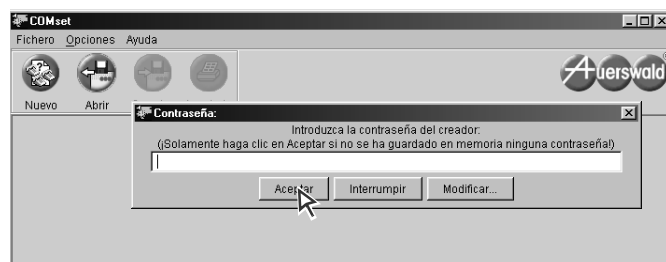 COMset
Fichero Opciones Ayuda
Auerswald
Nuevo Abrir
Contraseña:
Introduzca la contraseña del creador:
(¡Solamente haga clic en Aceptar si no se ha guardado en memoria ninguna contraseña!)
Aceptar Interrumpir Modificar...